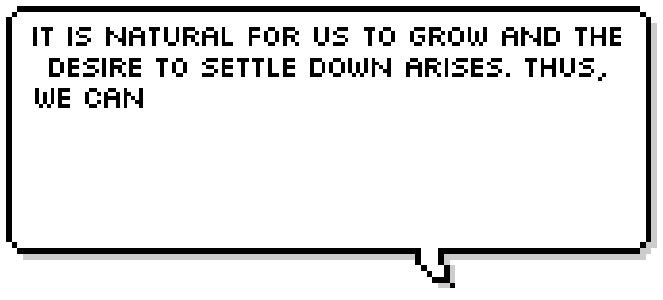 IT IS NATURAL FOR US TO GROW AND THE
DESIRE TO SETTLE DOWN ARISES. THUS,
WE CAN